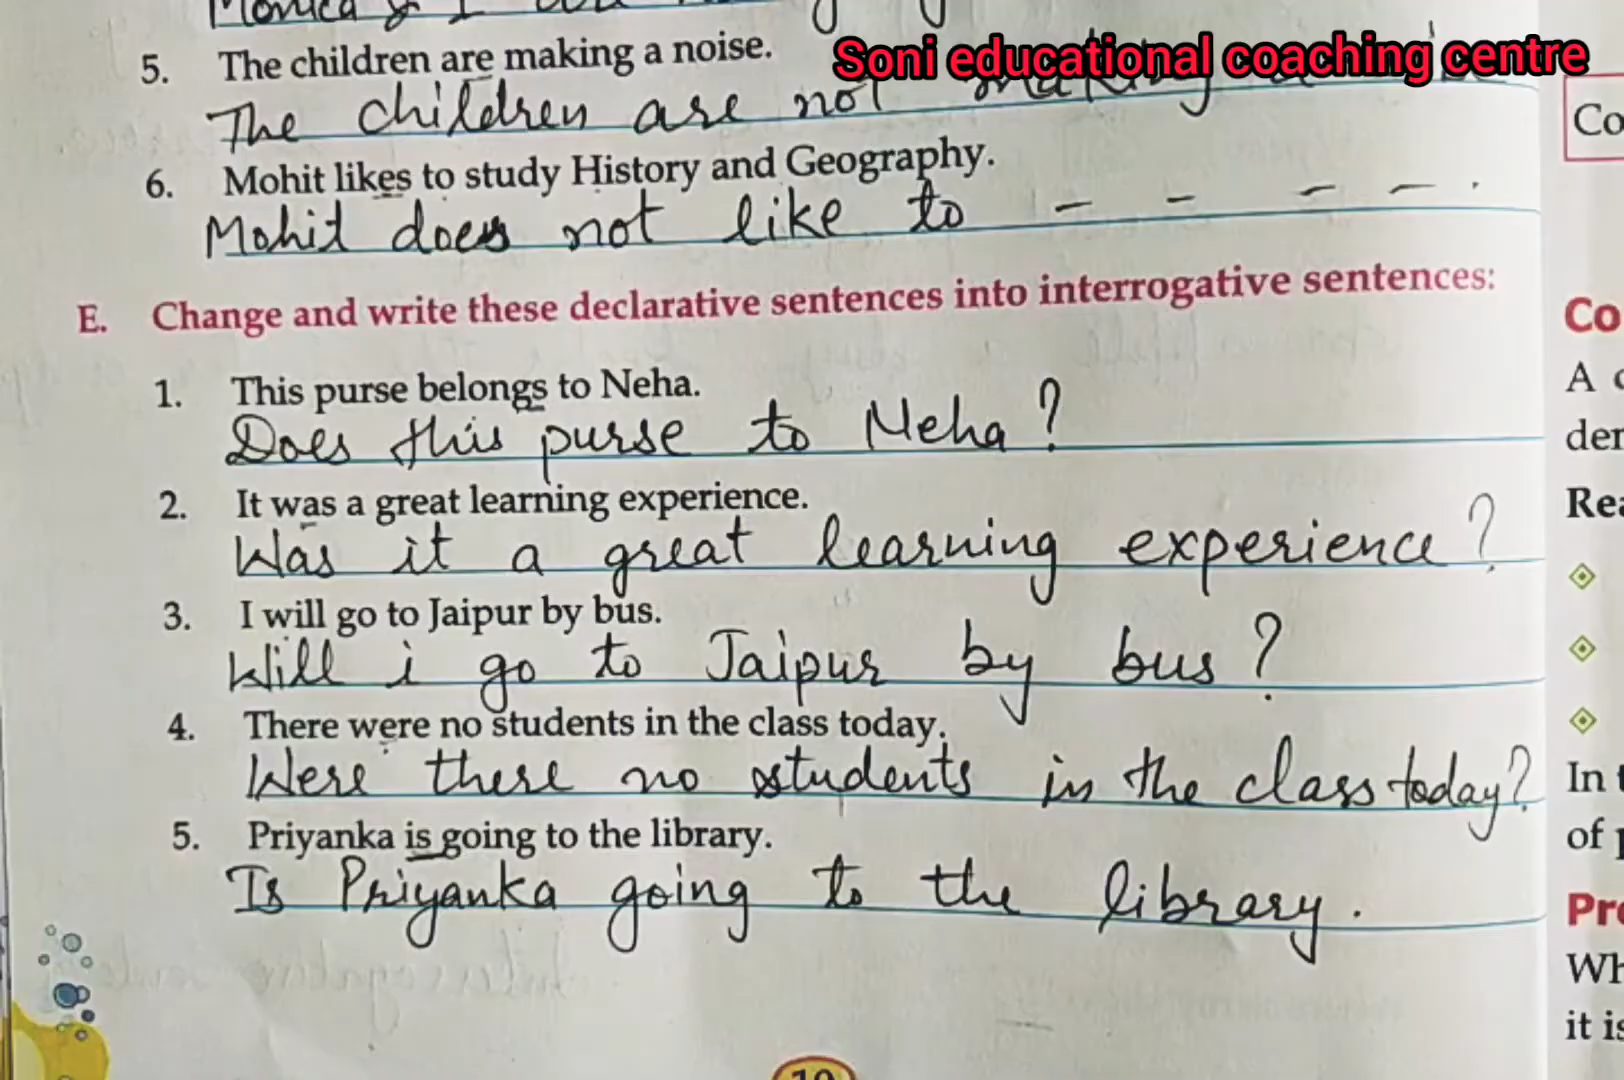 Monica & I
5. The children are making a noise.
Soni educational coaching centre
The children are not making a
6. Mohit likes to study History and Geography.
Mohit does not like to - - - - .
E. Change and write these declarative sentences into interrogative sentences:
1. This purse belongs to Neha.
Does this purse to Neha?
2. It was a great learning experience.
Was it a great learning experience?
3. I will go to Jaipur by bus.
Will i go to Jaipur by bus?
4. There were no students in the class today.
Were there no students in the class today?
5. Priyanka is going to the library.
Is Priyanka going to the library.
Co
Co
A
Re
In
of
Pr
Wh
it is